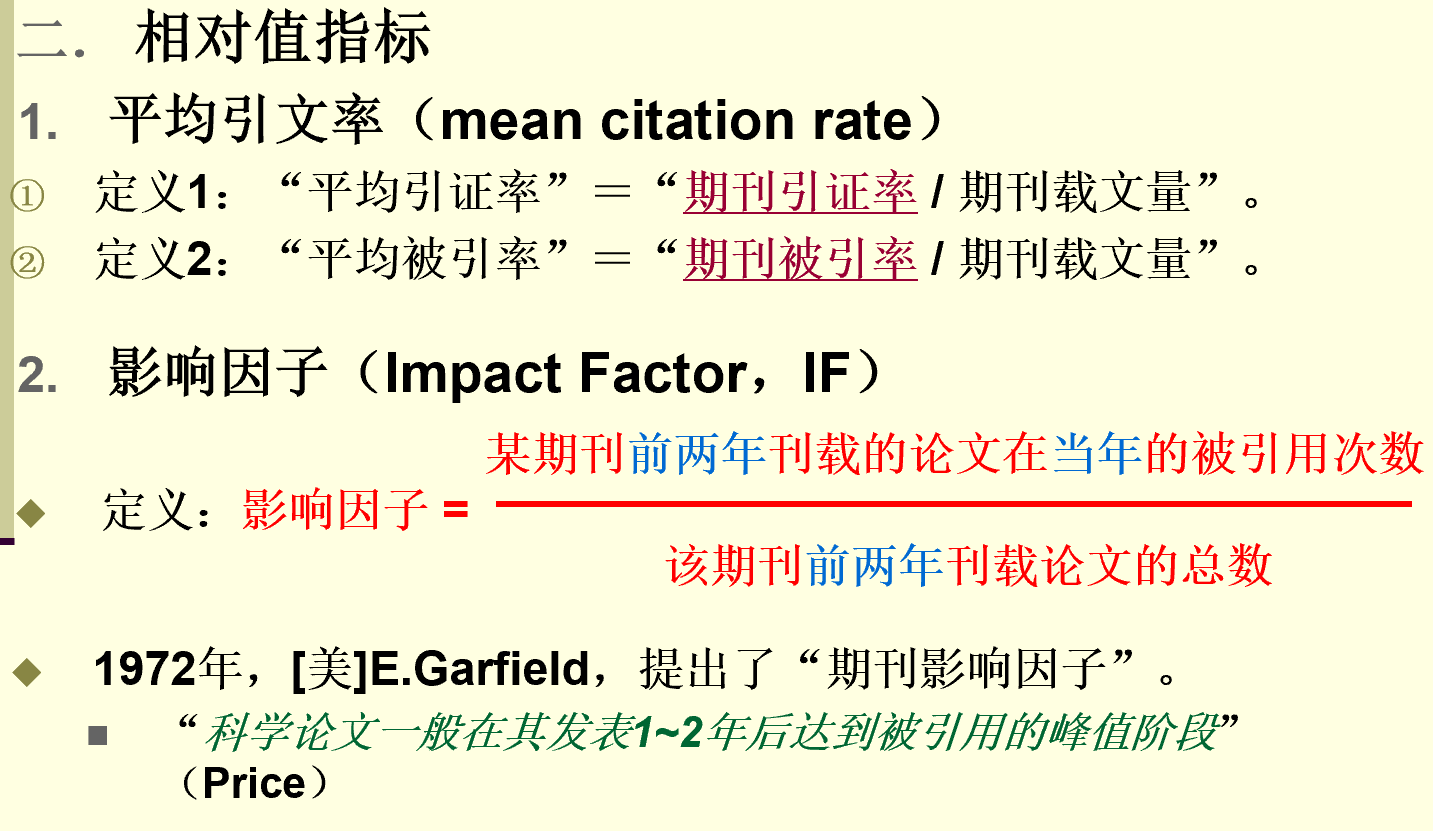 二. 相对值指标
1. 平均引文率（mean citation rate）
① 定义1：“平均引证率”＝“期刊引证率 / 期刊载文量”。
② 定义2：“平均被引率”＝“期刊被引率 / 期刊载文量”。
2. 影响因子（Impact Factor，IF）
某期刊前两年刊载的论文在当年的被引用次数
◆ 定义：影响因子 =
该期刊前两年刊载论文的总数
◆ 1972年，[美]E.Garfield，提出了“期刊影响因子”。
■ “科学论文一般在其发表1~2年后达到被引用的峰值阶段”
（Price）